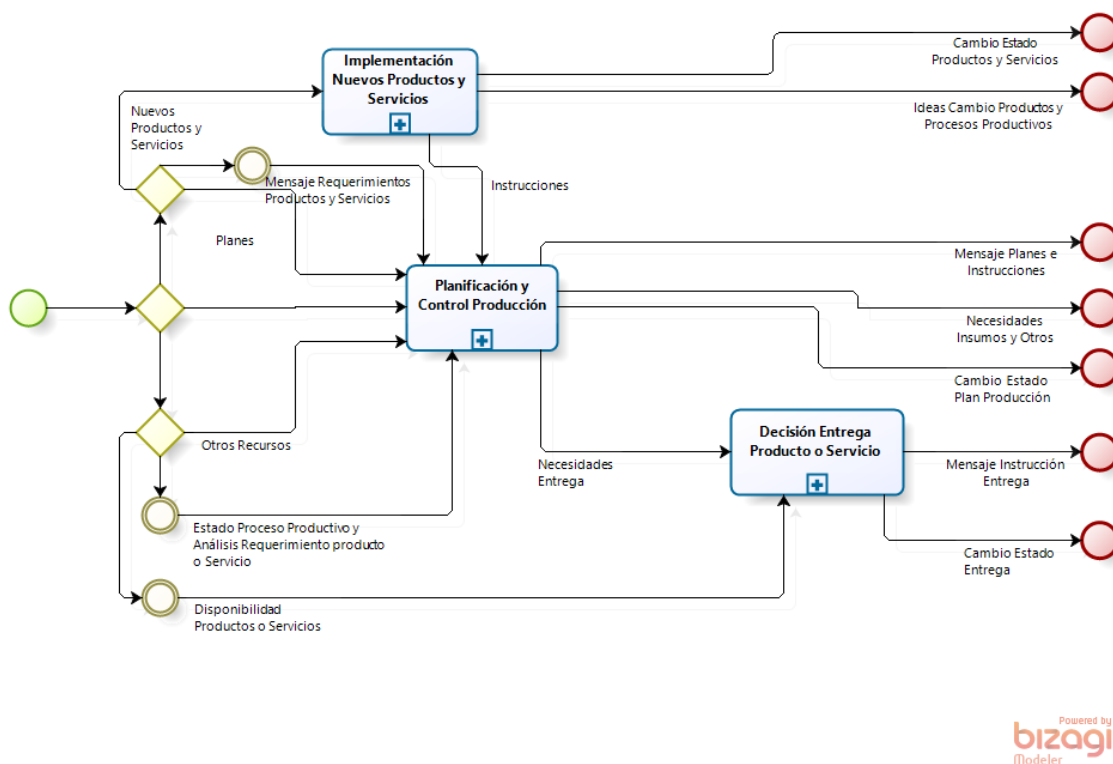 Implementación
Nuevos Productos y
Servicios
Cambio Estado
Productos y Servicios
Ideas Cambio Productos y
Procesos Productivos
Nuevos
Productos y
Servicios
Mensaje Requerimientos
Productos y Servicios
Instrucciones
Planes
Mensaje Planes e
Instrucciones
Planificación y
Control Producción
Necesidades
Insumos y Otros
Cambio Estado
Plan Producción
Otros Recursos
Decisión Entrega
Producto o Servicio
Necesidades
Entrega
Mensaje Instrucción
Entrega
Estado Proceso Productivo y
Análisis Requerimiento producto
o Servicio
Cambio Estado
Entrega
Disponibilidad
Productos o Servicios
Powered by
bizagi
Modeler